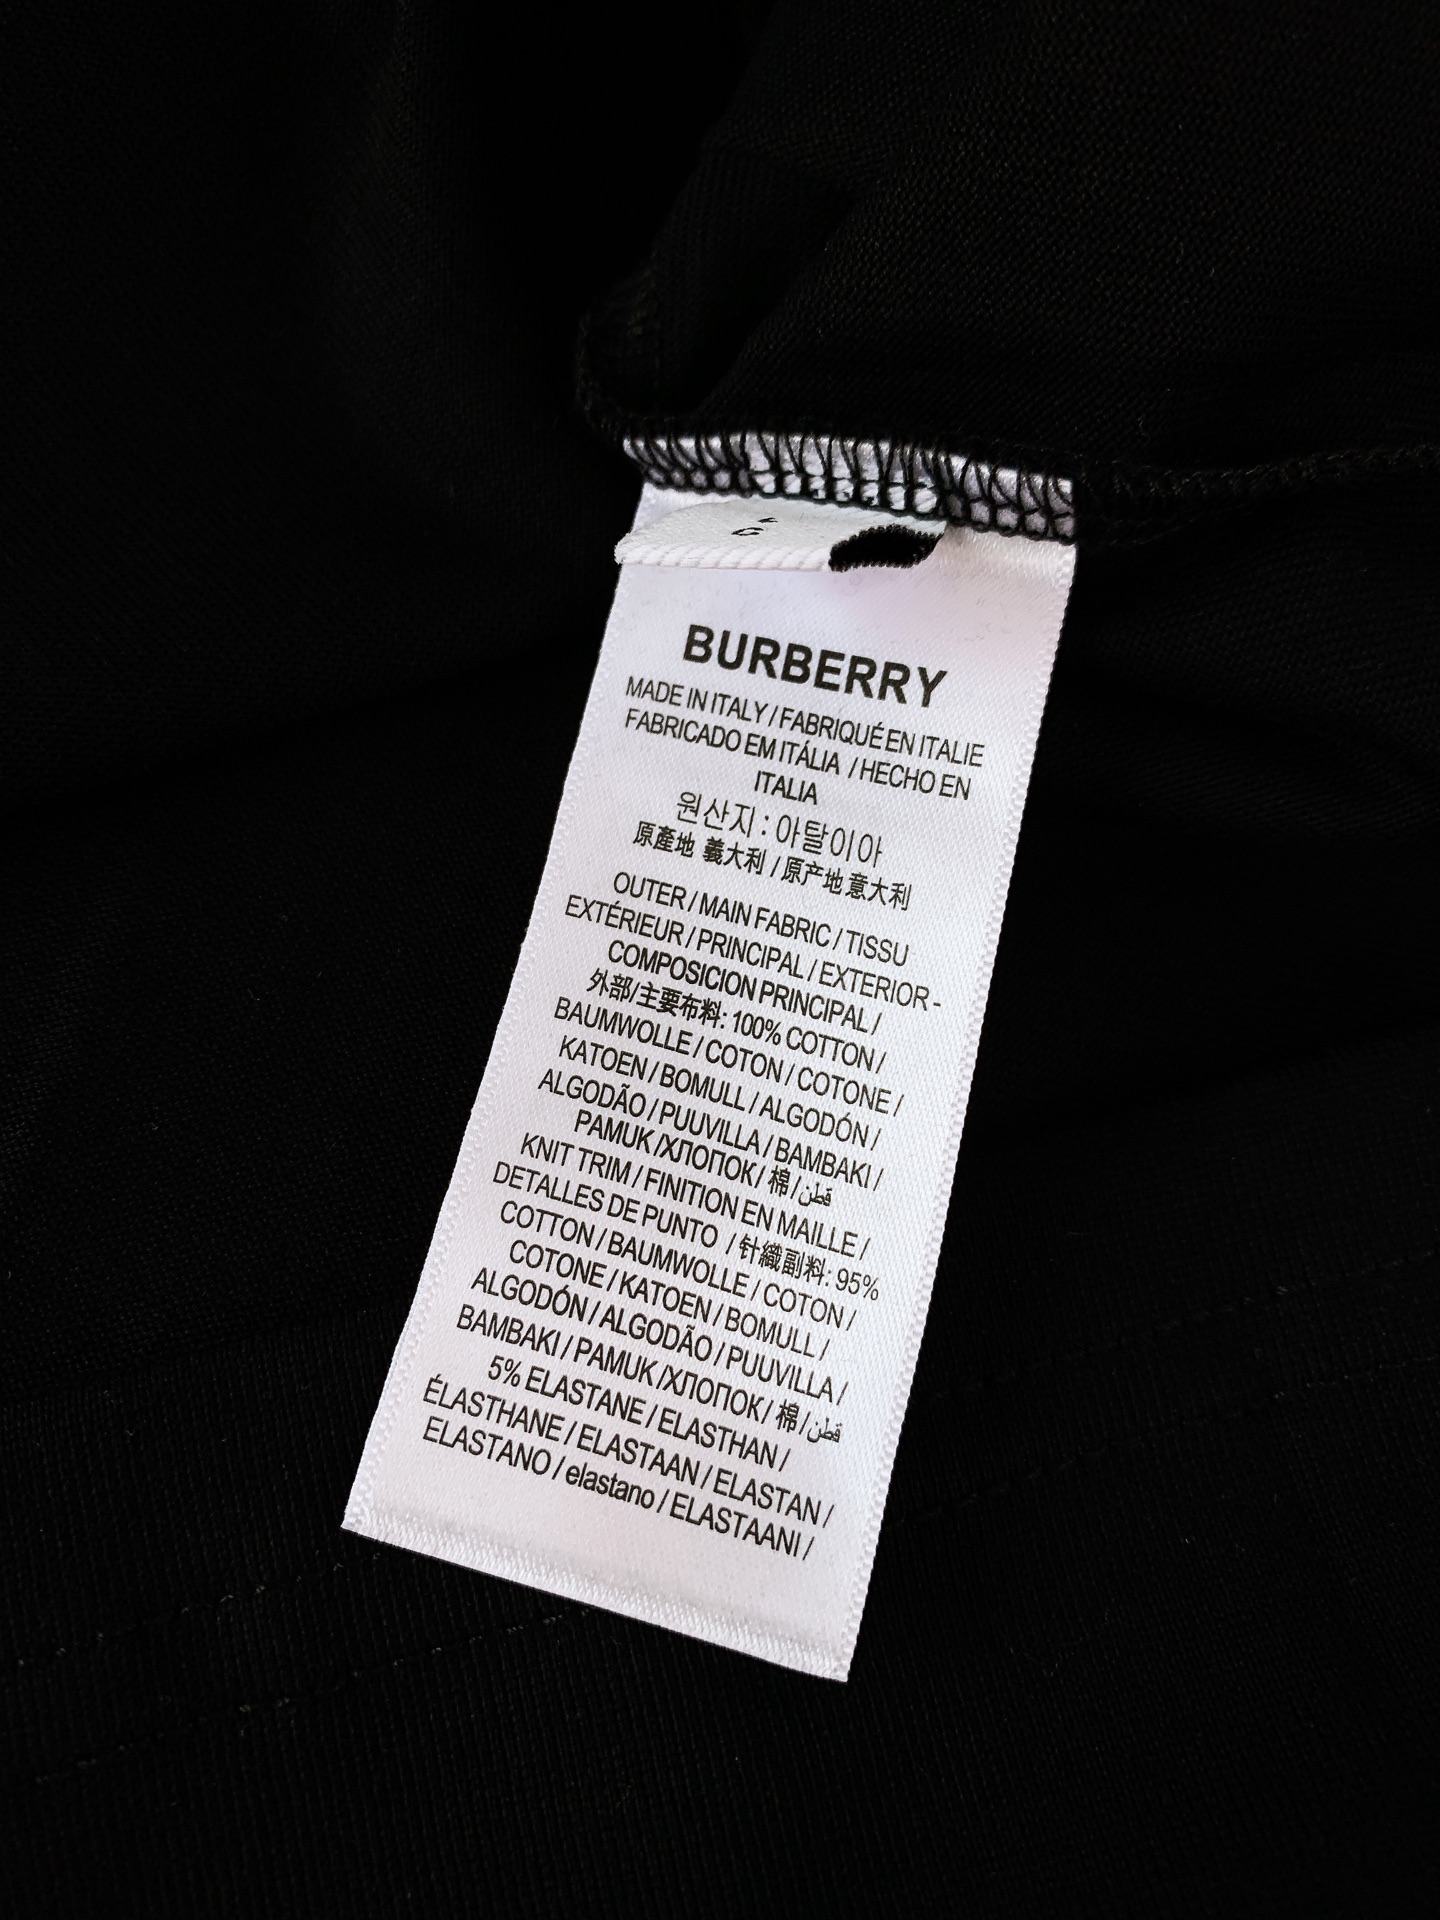 BURBERRY
MADE IN ITALY / FABRIQUÉ EN ITALIE
FABRICADO EM ITÁLIA / HECHO EN
ITALIA
원산지 : 아탈이아
原產地 義大利 / 原产地 意大利
OUTER / MAIN FABRIC / TISSU
EXTÉRIEUR / PRINCIPAL / EXTERIOR -
COMPOSICION PRINCIPAL /
外部/主要布料: 100% COTTON /
BAUMWOLLE / COTON / COTONE /
KATOEN / BOMULL / ALGODÓN /
ALGODÃO / PUUVILLA / BAMBAKI /
PAMUK /ХЛОПОК/ 棉 / قطن
KNIT TRIM / FINITION EN MAILLE /
DETALLES DE PUNTO / 针織副料: 95%
COTTON / BAUMWOLLE / COTON /
COTONE / KATOEN / BOMULL /
ALGODÓN / ALGODÃO / PUUVILLA /
BAMBAKI / PAMUK /ХЛОПОК/ 棉 / قطن
5% ELASTANE / ELASTHAN /
ÉLASTHANE / ELASTAAN / ELASTAN /
ELASTANO / elastano / ELASTAANI /